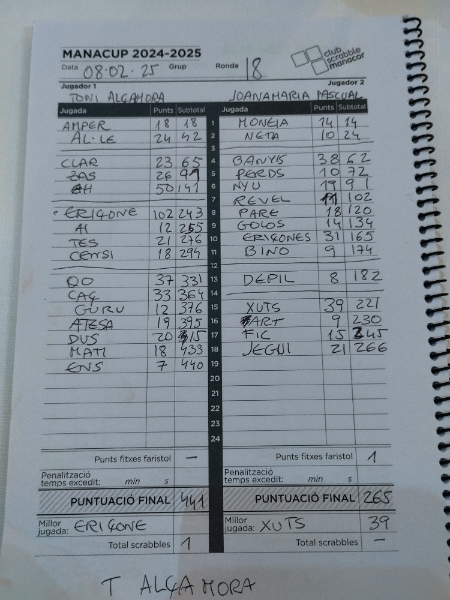 MANACUP 2024-2025
club scrabble manacor
Data 08·02·25 Grup Ronda 18
Jugador 1 Jugador 2
TONI ALÇAMORA JOANAMARIA PASCUAL
Jugada Punts Subtotal Jugada Punts Subtotal
AMPER 18 18 1 MONEIA 14 14
AL·LE 24 42 2 NETA 10 24
3
CLAR 23 65 4 BANYS 38 62
BAS 26 91 5 PERDS 10 72
EH 50 141 6 NYU 19 91
7 REVEL 11 102
ERIGONE 102 243 8 PARE 18 120
AI 12 255 9 GOLOS 14 134
TES 21 276 10 ERIGONES 31 165
CENSI 18 294 11 BINO 9 174
12
OO 37 331 13 DEPIL 8 182
CAÇ 33 364 14
GURU 12 376 15 XUTS 39 221
ATESA 19 395 16 ART 9 230
DUS 20 415 17 FIC 15 245
MATI 18 433 18 JEGUI 21 266
ENS 7 440 19
20
21
22
23
24
Punts fitxes faristol - Punts fitxes faristol 1
Penalització temps excedit: min s Penalització temps excedit: min s
PUNTUACIÓ FINAL 441 PUNTUACIÓ FINAL 265
Millor jugada: ERIGONE Millor jugada: XUTS 39
Total scrabbles 1 Total scrabbles -
T ALÇAMORA